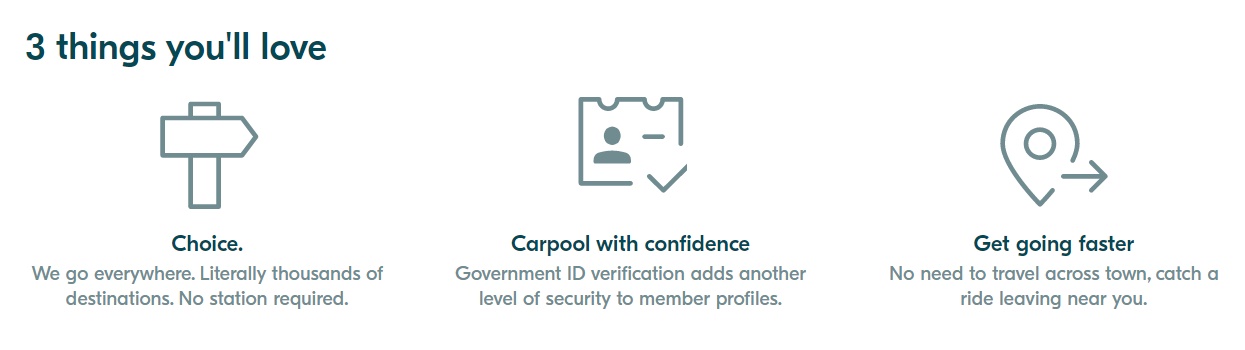 3 things you'll love
Choice.
We go everywhere. Literally thousands of
destinations. No station required.
Carpool with confidence
Government ID verification adds another
level of security to member profiles.
Get going faster
No need to travel across town, catch a
ride leaving near you.